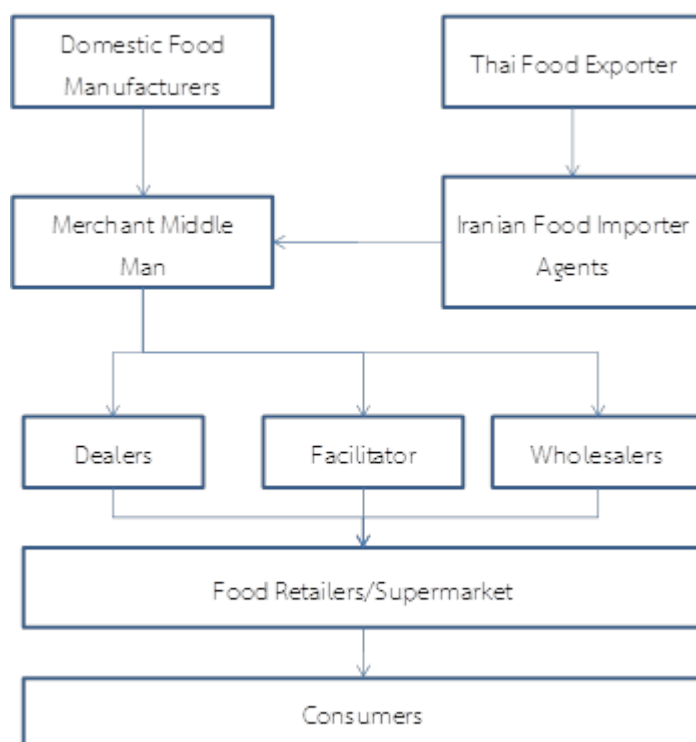 Domestic Food
Manufacturers
Thai Food Exporter
Merchant Middle
Man
Iranian Food Importer
Agents
Dealers
Facilitator
Wholesalers
Food Retailers/Supermarket
Consumers